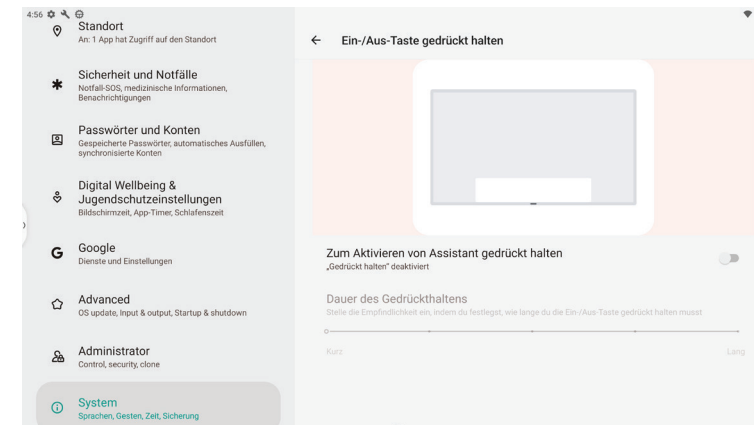 4:56
Standort
An: 1 App hat Zugriff auf den Standort
Sicherheit und Notfälle
Notfall-SOS, medizinische Informationen,
Benachrichtigungen
Passwörter und Konten
Gespeicherte Passwörter, automatisches Ausfüllen,
synchronisierte Konten
Digital Wellbeing &
Jugendschutzeinstellungen
Bildschirmzeit, App-Timer, Schlafenszeit
Google
Dienste und Einstellungen
Advanced
OS update, Input & output, Startup & shutdown
Administrator
Control, security, clone
System
Sprachen, Gesten, Zeit, Sicherung
Ein-/Aus-Taste gedrückt halten
Zum Aktivieren von Assistant gedrückt halten
„Gedrückt halten“ deaktiviert
Dauer des Gedrückthaltens
Stelle die Empfindlichkeit ein, indem du festlegst, wie lange du die Ein-/Aus-Taste gedrückt halten musst
Kurz
Lang